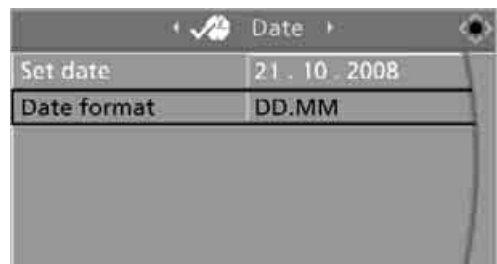 Date
Set date 21 . 10 . 2008
Date format DD.MM